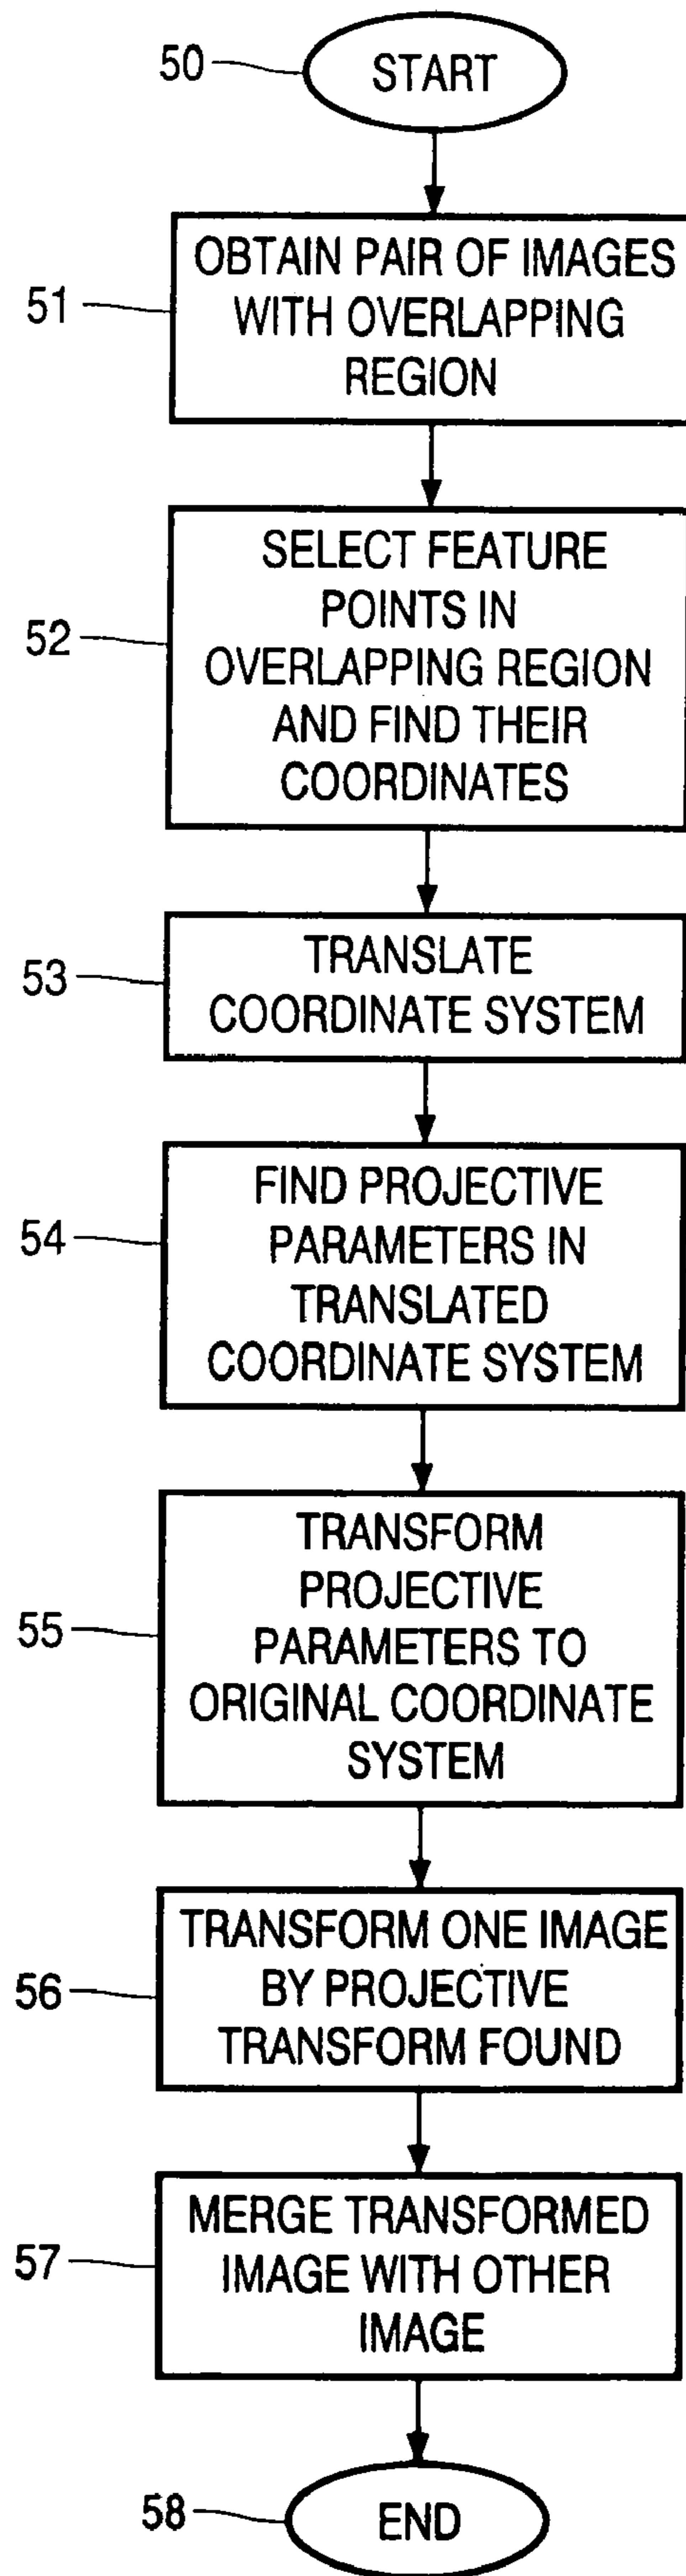 50
START
51
OBTAIN PAIR OF IMAGES
WITH OVERLAPPING
REGION
52
SELECT FEATURE
POINTS IN
OVERLAPPING REGION
AND FIND THEIR
COORDINATES
53
TRANSLATE
COORDINATE SYSTEM
54
FIND PROJECTIVE
PARAMETERS IN
TRANSLATED
COORDINATE SYSTEM
55
TRANSFORM
PROJECTIVE
PARAMETERS TO
ORIGINAL COORDINATE
SYSTEM
56
TRANSFORM ONE IMAGE
BY PROJECTIVE
TRANSFORM FOUND
57
MERGE TRANSFORMED
IMAGE WITH OTHER
IMAGE
58
END